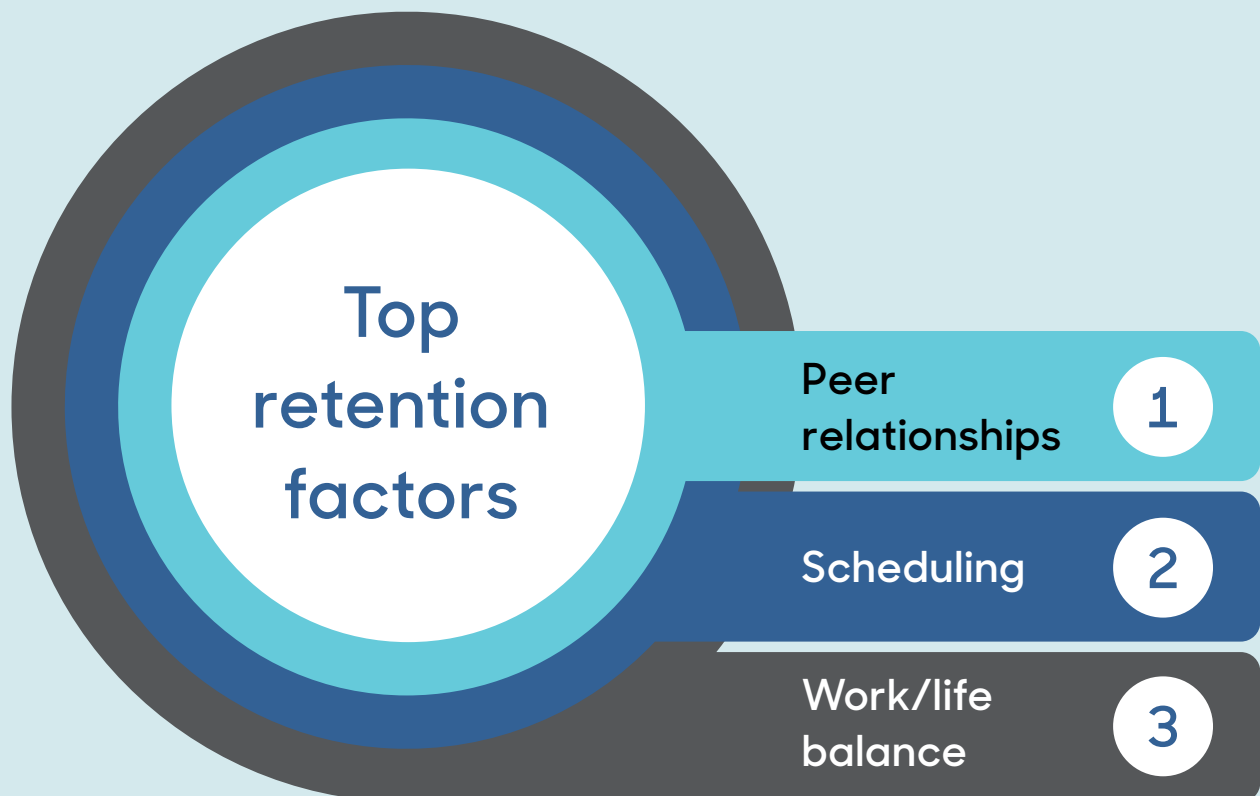 Top
retention
factors
Peer
relationships
1
Scheduling
2
Work/life
balance
3